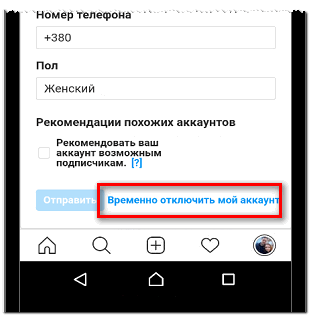 Номер телефона
+380
Пол
Женский
Рекомендации похожих аккаунтов
Рекомендовать ваш
аккаунт возможным
подписчикам. [?]
Отправить
Временно отключить мой аккаунт